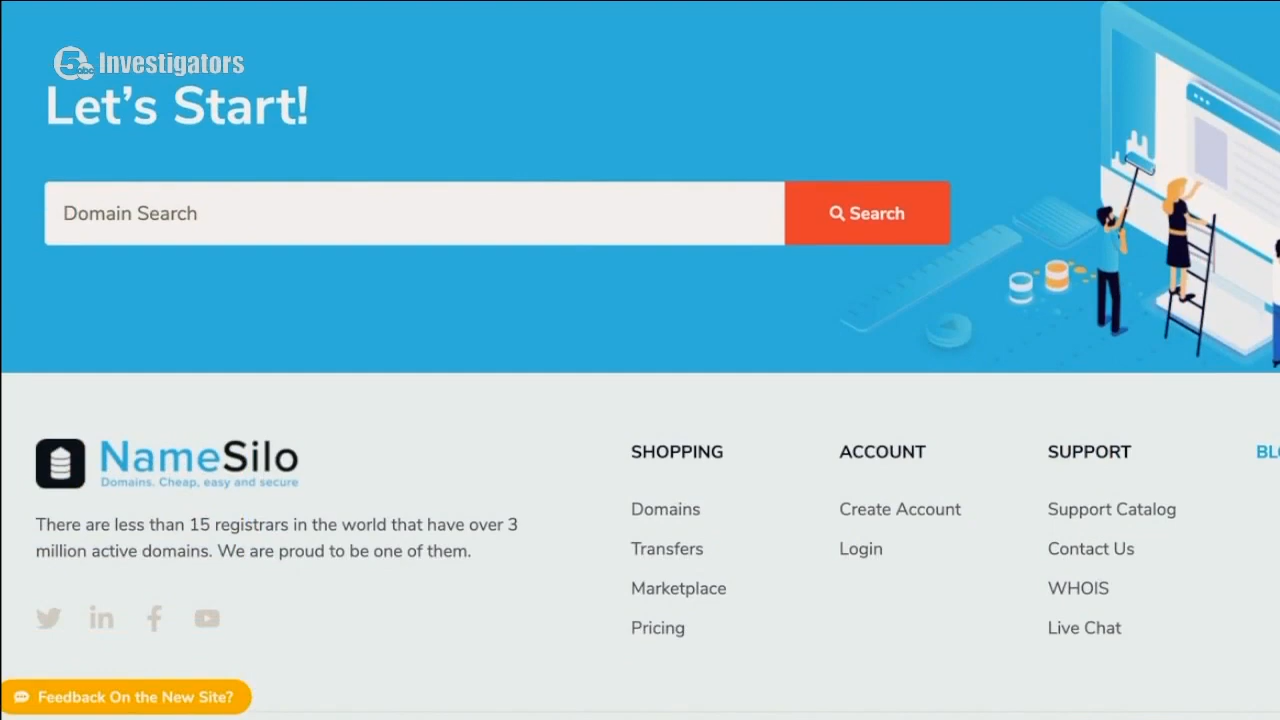 5 abc Investigators
Let's Start!
Domain Search
Search
NameSilo
Domains. Cheap, easy and secure
There are less than 15 registrars in the world that have over 3
million active domains. We are proud to be one of them.
SHOPPING
Domains
Transfers
Marketplace
Pricing
ACCOUNT
Create Account
Login
SUPPORT
Support Catalog
Contact Us
WHOIS
Live Chat
BLO
Feedback On the New Site?